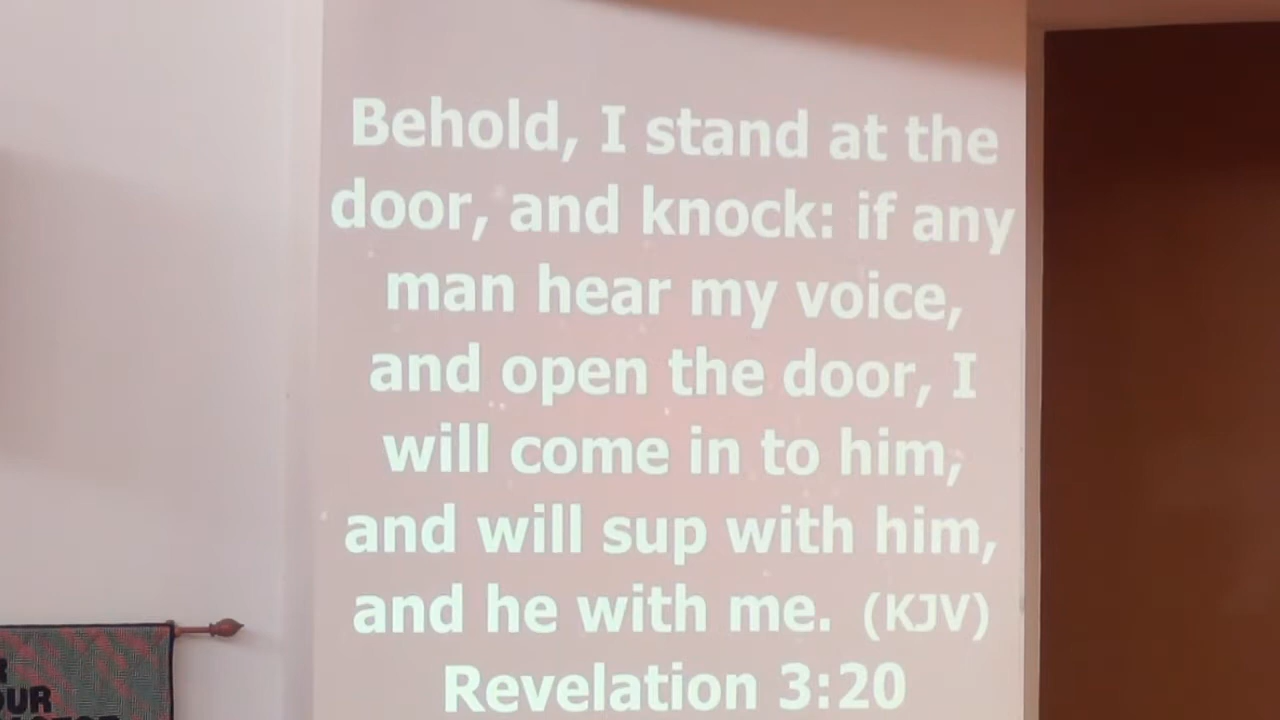 Behold, I stand at the
door, and knock: if any
man hear my voice,
and open the door, I
will come in to him,
and will sup with him,
and he with me. (KJV)
Revelation 3:20